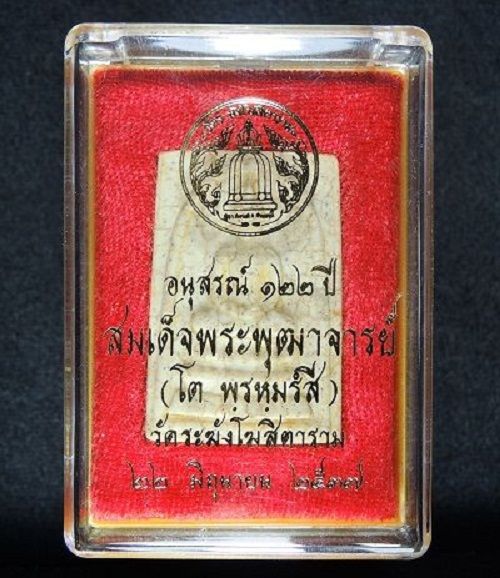 อนุสรณ์ ๑๒๒ ปี
สมเด็จพระพุฒาจารย์
(โต พฺรหฺมรํสี)
วัดระฆังโฆสิตาราม
๒๒ มิถุนายน ๒๕๓๗